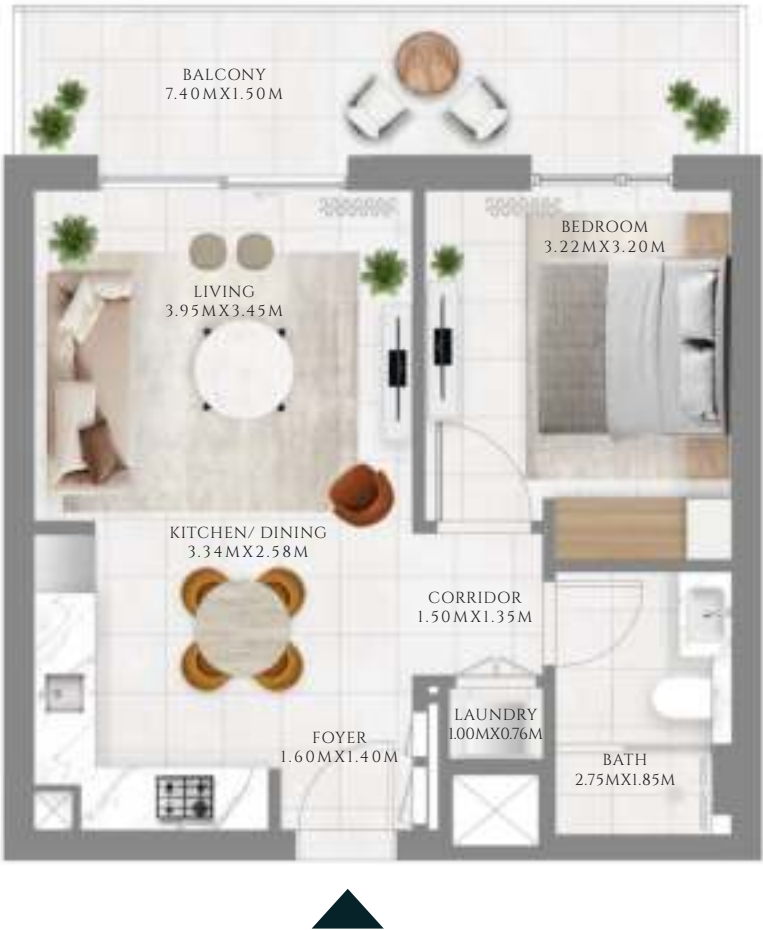 BALCONY
7.40MX1.50M
BEDROOM
3.22MX3.20M
LIVING
3.95MX3.45M
KITCHEN/ DINING
3.34MX2.58M
CORRIDOR
1.50MX1.35M
LAUNDRY
1.00MX0.76M
FOYER
1.60MX1.40M
BATH
2.75MX1.85M